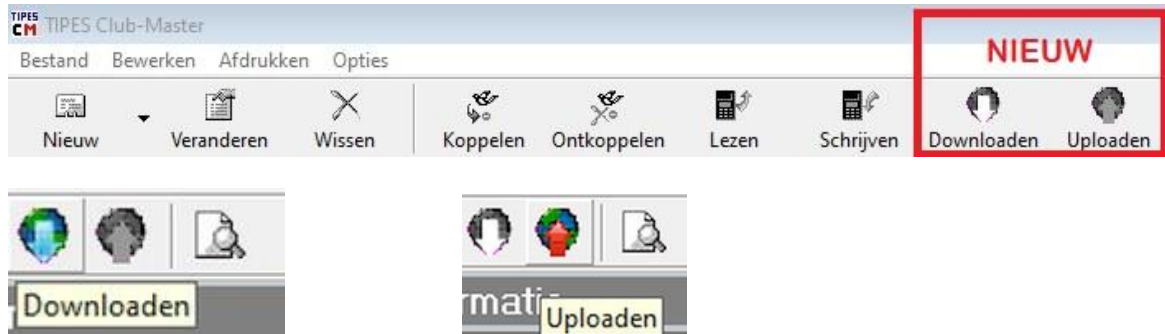 TIPES
CM TIPES Club-Master
NIEUW
Bestand Bewerken Afdrukken Opties
Nieuw Veranderen Wissen Koppelen Ontkoppelen Lezen Schrijven Downloaden Uploaden
Downloaden
Uploaden